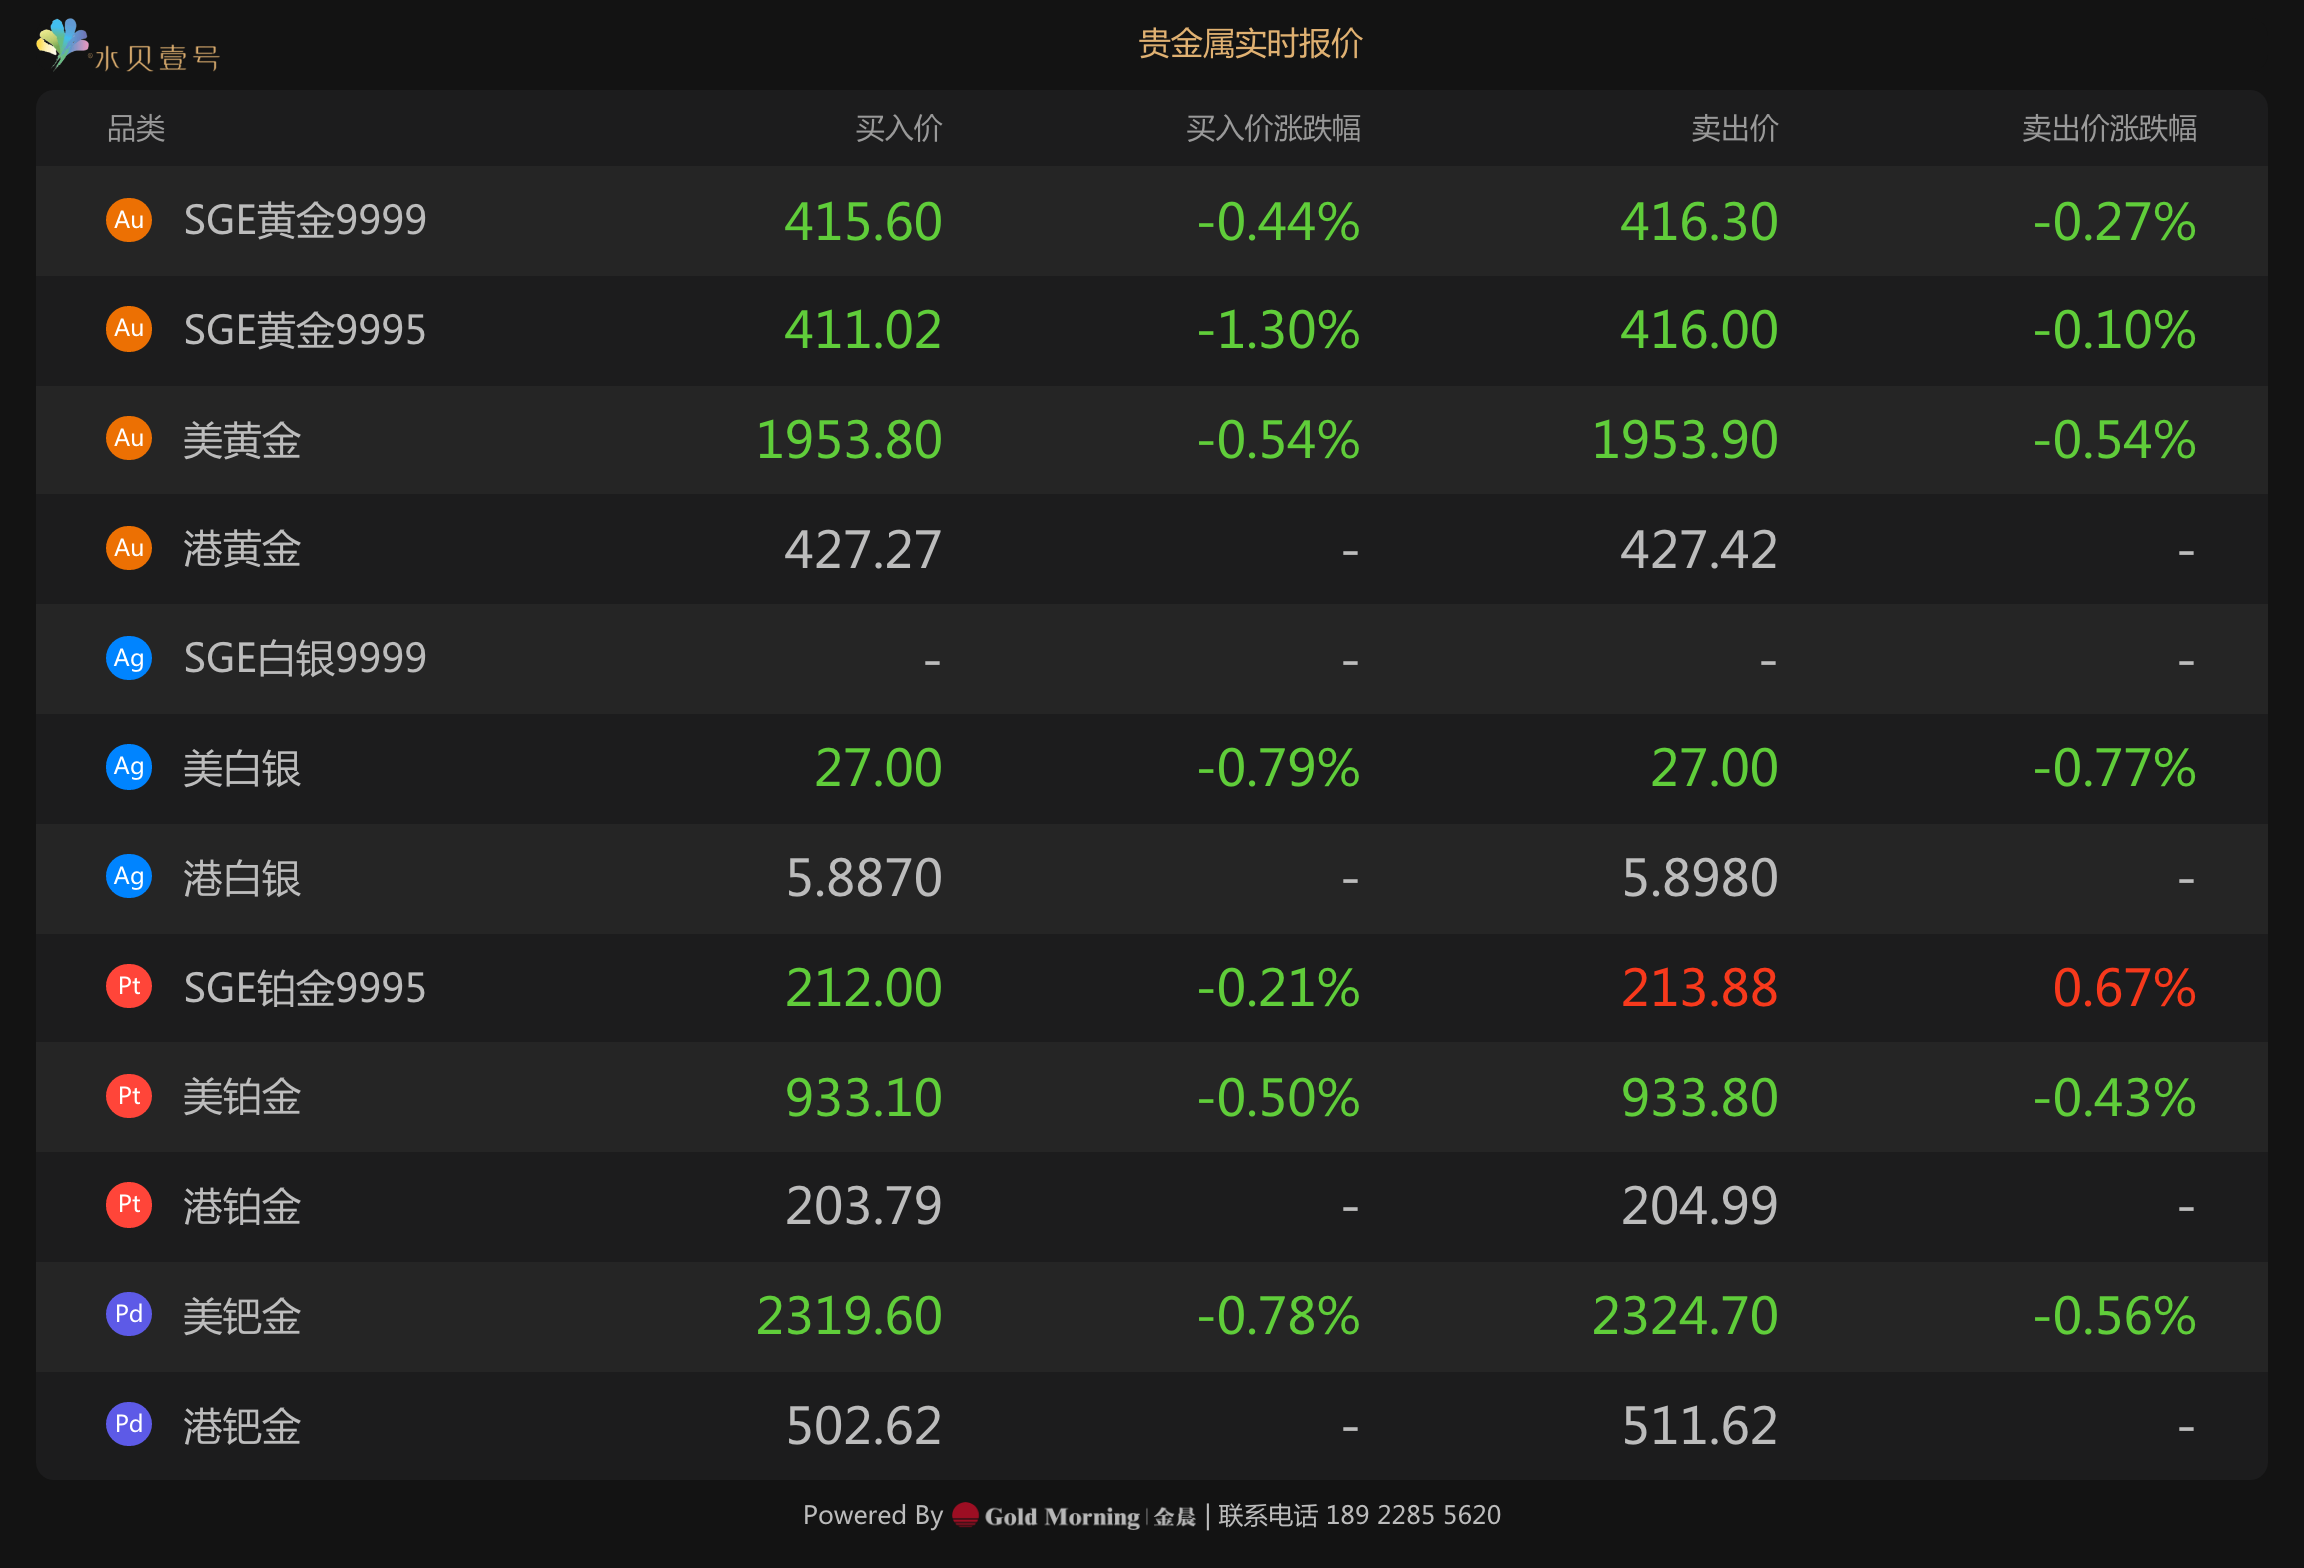 水贝壹号
贵金属实时报价
品类 买入价 买入价涨跌幅 卖出价 卖出价涨跌幅
Au SGE黄金9999 415.60 -0.44% 416.30 -0.27%
Au SGE黄金9995 411.02 -1.30% 416.00 -0.10%
Au 美黄金 1953.80 -0.54% 1953.90 -0.54%
Au 港黄金 427.27 - 427.42 -
Ag SGE白银9999 - - - -
Ag 美白银 27.00 -0.79% 27.00 -0.77%
Ag 港白银 5.8870 - 5.8980 -
Pt SGE铂金9995 212.00 -0.21% 213.88 0.67%
Pt 美铂金 933.10 -0.50% 933.80 -0.43%
Pt 港铂金 203.79 - 204.99 -
Pd 美钯金 2319.60 -0.78% 2324.70 -0.56%
Pd 港钯金 502.62 - 511.62 -
Powered By Gold Morning | 金晨 | 联系电话 189 2285 5620